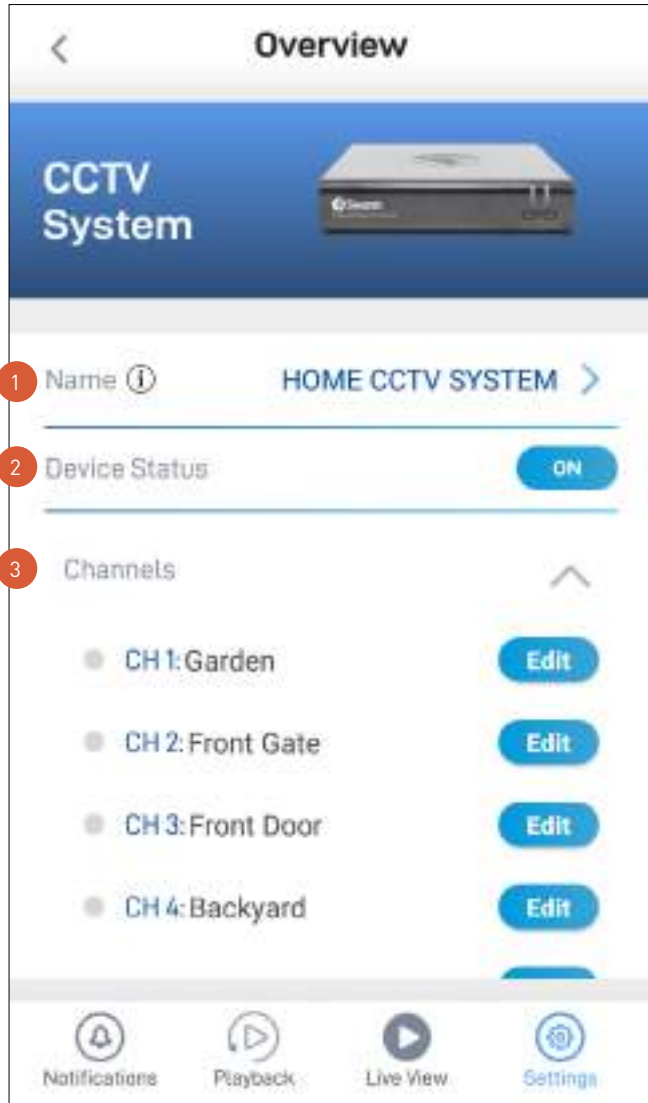 Overview
CCTV
System
Swann
1 Name HOME CCTV SYSTEM
2 Device Status ON
3 Channels
CH 1: Garden Edit
CH 2: Front Gate Edit
CH 3: Front Door Edit
CH 4: Backyard Edit
Notifications Playback Live View Settings